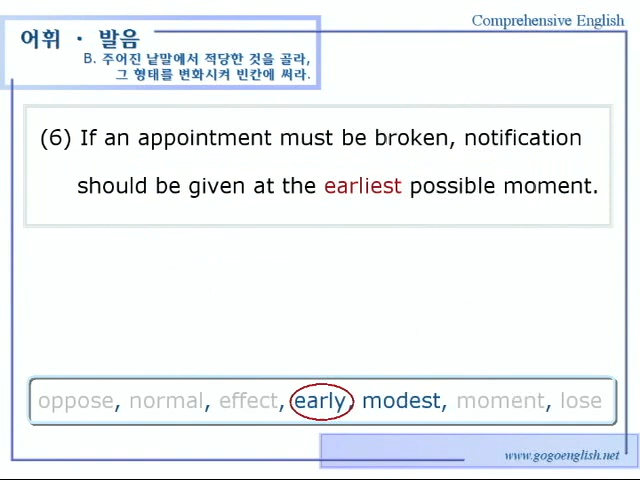 Comprehensive English
어휘 · 발음
B. 주어진 낱말에서 적당한 것을 골라,
그 형태를 변화시켜 빈칸에 써라.
(6) If an appointment must be broken, notification
should be given at the earliest possible moment.
oppose, normal, effect, early, modest, moment, lose
www.gogoenglish.net